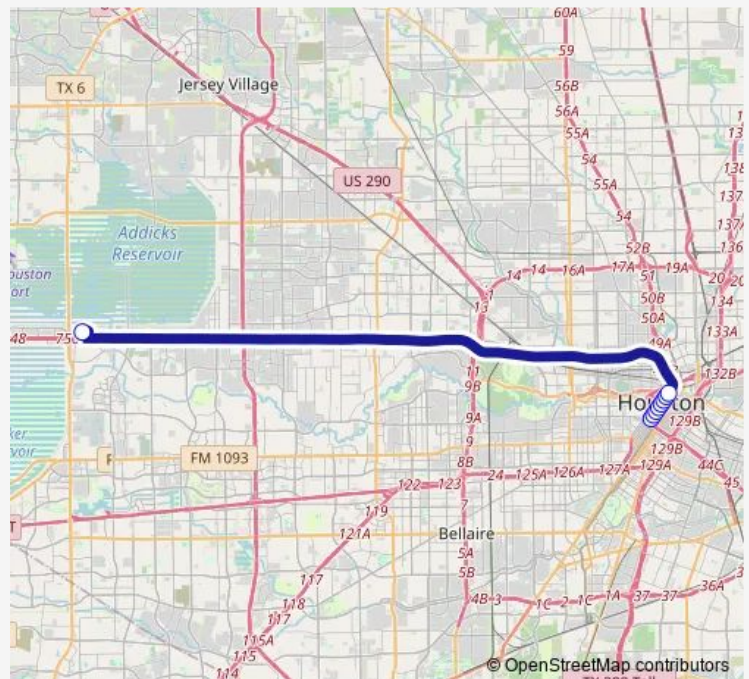 60A
59
TX 6
Jersey Village
56B
56A
55A
US 290
54
55A
54
Addicks
Reservoir
52B
14
14
16A
17A
51
19A
20
13
50B
134
50A
48
49A
133A
11
132B
9B
Houston
9A
129B
FM 1093
9
129B
8B
24
125A
126A
127A
129A
44C
122
123
45
119
7
121A
Bellaire
5A
117
5B
36A
118
4B
3
1C
2
1C
1A
37
37
117
115A
115
114
© OpenStreetMap contributors